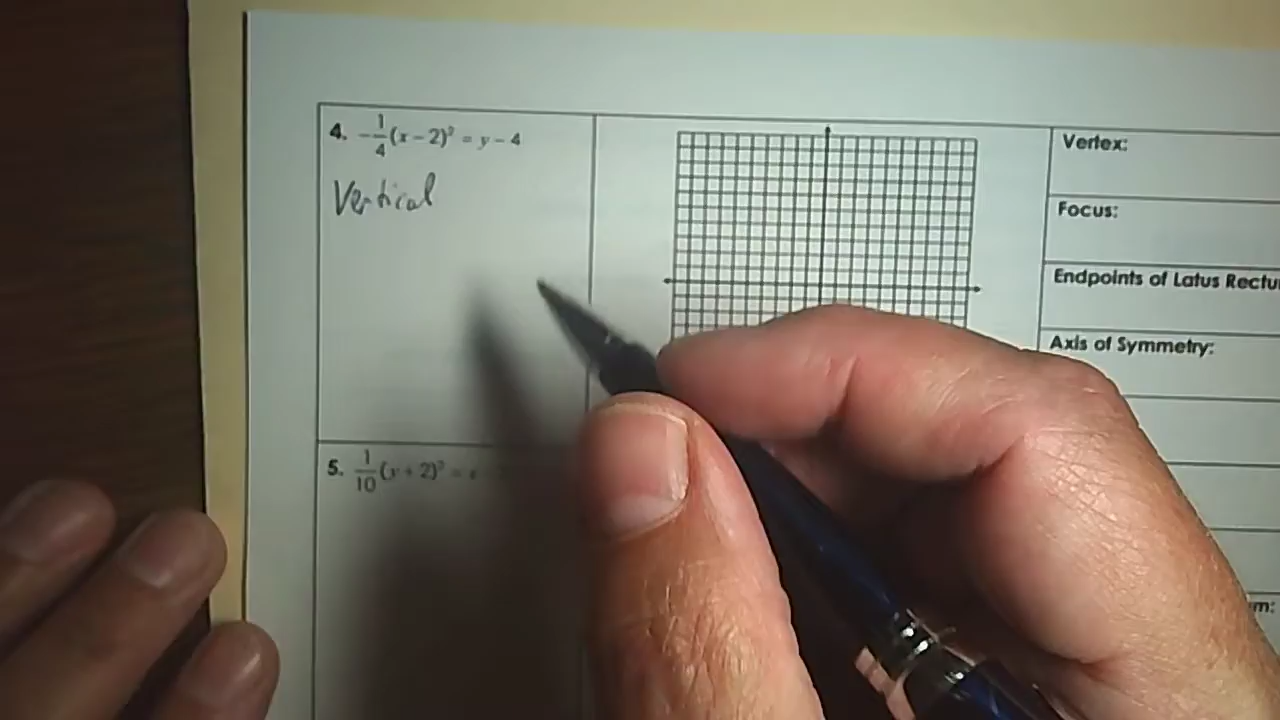 4. -1/4(x - 2)² = y - 4
Vertical
Vertex:
Focus:
Endpoints of Latus Rectu
Axis of Symmetry:
5. 1/10(y + 2)² = x
m: